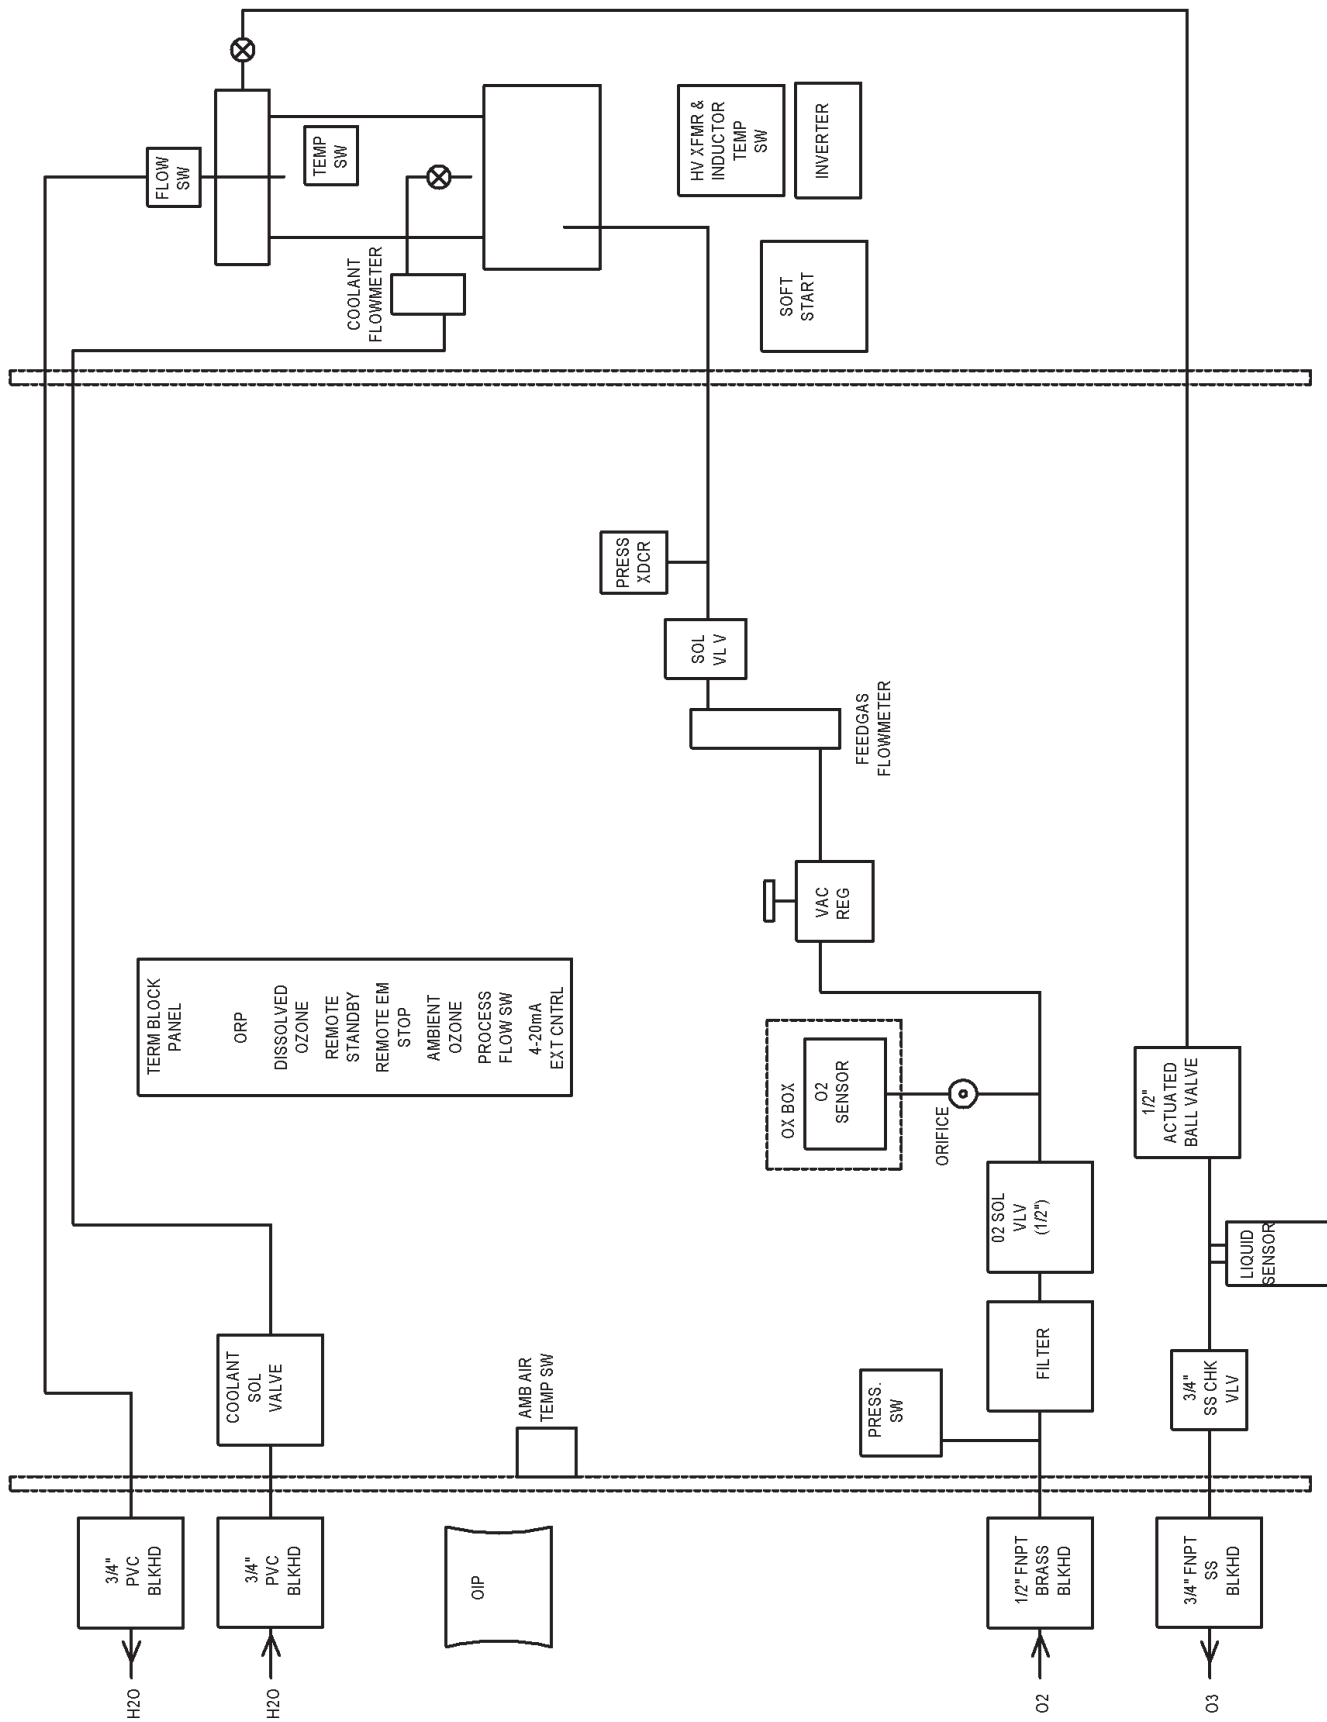 H2O
3/4"
PVC
BLKHD
FLOW
SW
TEMP
SW
H2O
3/4"
PVC
BLKHD
COOLANT
SOL
VALVE
COOLANT
FLOWMETER
TERM BLOCK
PANEL
ORP
DISSOLVED
OZONE
REMOTE
STANDBY
REMOTE EM
STOP
AMBIENT
OZONE
PROCESS
FLOW SW
4-20mA
EXT CNTRL
OIP
AMB AIR
TEMP SW
PRESS
XDCR
SOL
VL V
HV XFMR &
INDUCTOR
TEMP
SW
INVERTER
SOFT
START
OX BOX
O2
SENSOR
ORIFICE
VAC
REG
FEEDGAS
FLOWMETER
PRESS.
SW
O2
1/2" FNPT
BRASS
BLKHD
FILTER
02 SOL
VLV
(1/2")
O3
3/4" FNPT
SS
BLKHD
3/4"
SS CHK
VLV
LIQUID
SENSOR
1/2"
ACTUATED
BALL VALVE